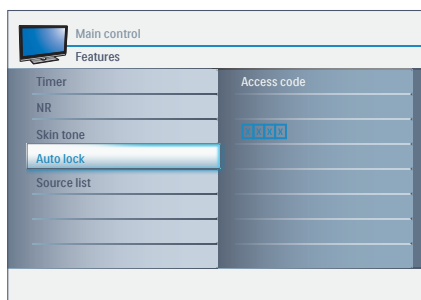 Main control
Features
Timer
Access code
NR
Skin tone
X X X X
Auto lock
Source list